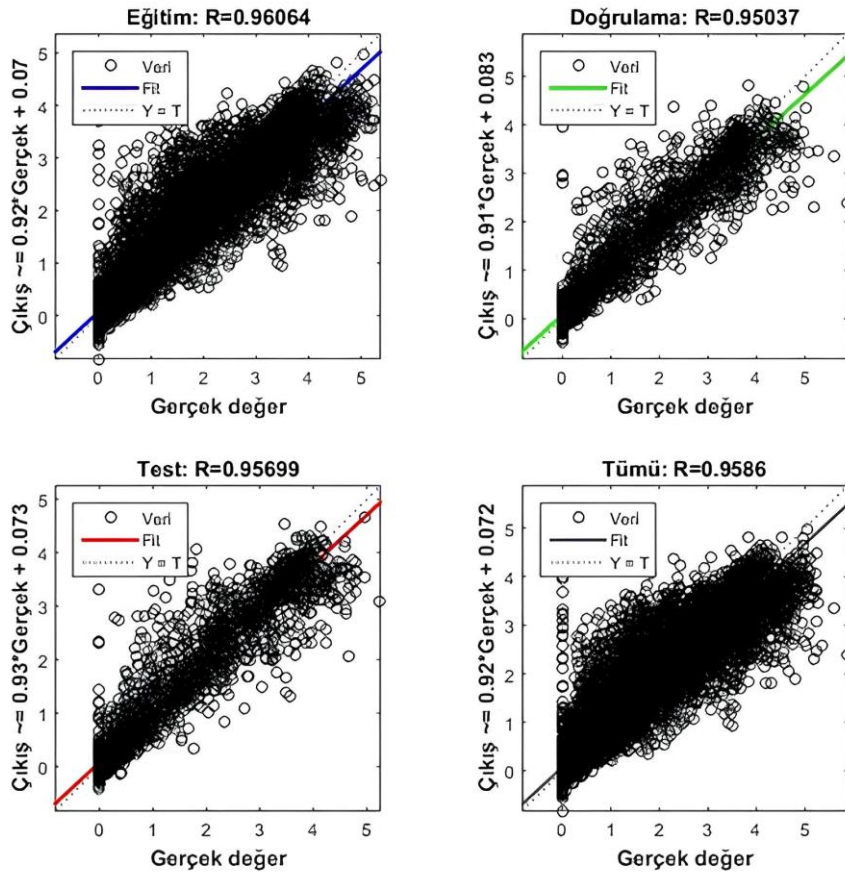 Eğitim: R=0.96064
Çıkış ~= 0.92*Gerçek + 0.07
5
4
3
2
1
0
Veri
Fit
Y = T
0 1 2 3 4 5
Gerçek değer
Doğrulama: R=0.95037
Çıkış ~= 0.91*Gerçek + 0.083
5
4
3
2
1
0
Veri
Fit
Y = T
0 1 2 3 4 5
Gerçek değer
Test: R=0.95699
Çıkış ~= 0.93*Gerçek + 0.073
5
4
3
2
1
0
Veri
Fit
Y = T
0 1 2 3 4 5
Gerçek değer
Tümü: R=0.9586
Çıkış ~= 0.92*Gerçek + 0.072
5
4
3
2
1
0
Veri
Fit
Y = T
0 1 2 3 4 5
Gerçek değer